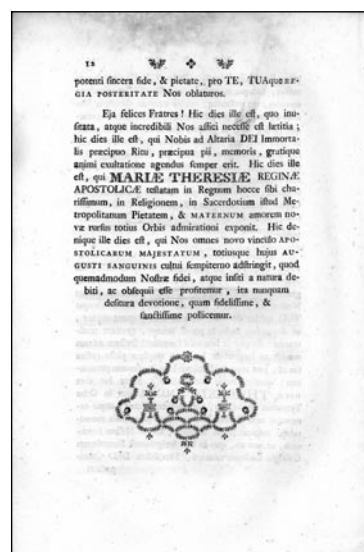 12
potenti sincera fide, & pietate, pro TE, TUAque RE-
GIA POSTERITATE Nos oblaturos.
Eja felices Fratres! Hic dies ille est, quo inu-
sitata, atque incredibili Nos affici necesse est lætitia;
hic dies ille est, qui Nobis ad Altaria DEI Immorta-
lis præcipuo Ritu, præcipua pii, memoris, gratique
animi exultatione agendus semper erit. Hic dies ille
est, qui MARIÆ THERESIÆ REGINÆ
APOSTOLICÆ testatam in Regnum hocce sibi cha-
rissimum, in Religionem, in Sacerdotium istud Me-
tropolitanum Pietatem, & MATERNUM amorem no-
væ rursus totius Orbis admirationi exponit. Hic de-
nique ille dies est, qui Nos omnes novo vinculo APO-
STOLICARUM MAJESTATUM, totiusque hujus AU-
GUSTI SANGUINIS cultui sempiterno adstringit, quod
quemadmodum Nostræ fidei, atque insiti a natura de-
biti, ac obsequii esse profitemur, ita nunquam
desitura devotione, quam fidelissime, &
sanctissime pollicemur.